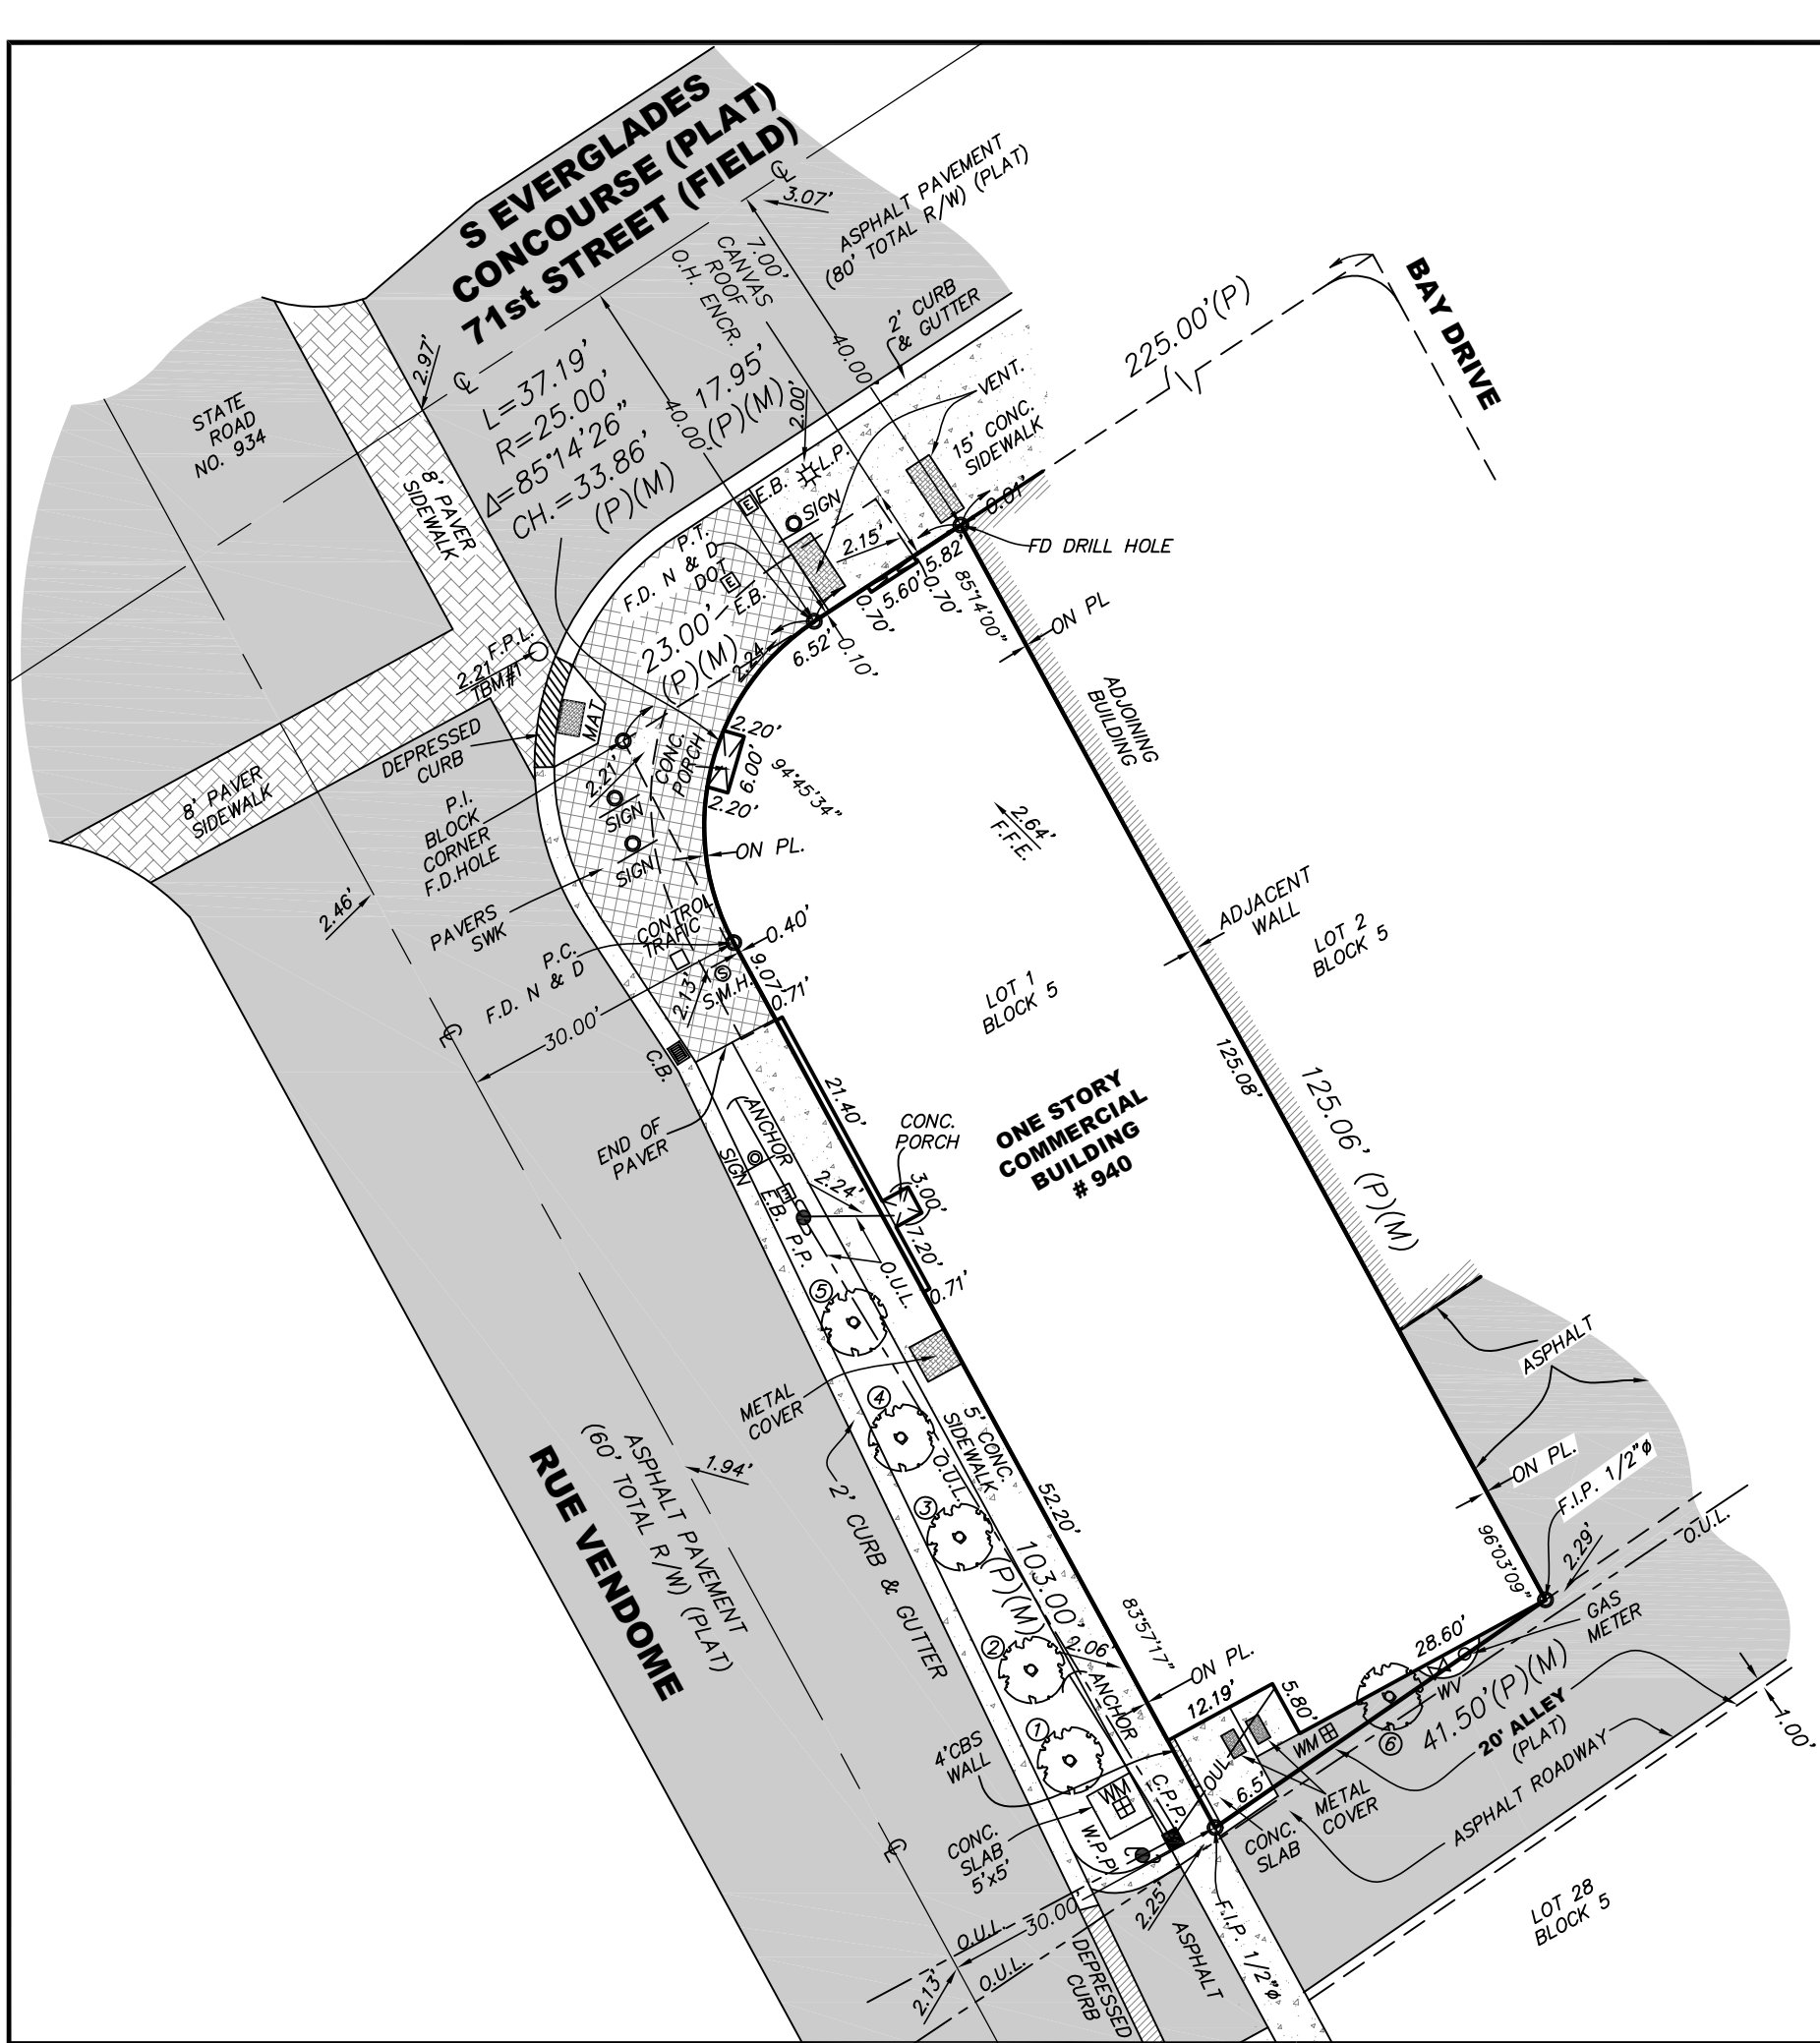 S EVERGLADES
CONCOURSE (PLAT)
71st STREET (FIELD)
℄
3.07'
ASPHALT PAVEMENT
(80' TOTAL R/W) (PLAT)
2' CURB
& GUTTER
7.00'
CANVAS
ROOF
O.H. ENCR.
40.00'
40.00'
2.97'
℄
L=37.19'
R=25.00'
Δ=85°14'26"
CH.=33.86'
(P)(M)
17.95'
(P)(M)
2.00'
STATE
ROAD
NO. 934
8' PAVER
SIDEWALK
225.00'(P)
BAY DRIVE
VENT.
15' CONC.
SIDEWALK
L.P.
E
E.B.
SIGN
2.15'
0.01'
FD DRILL HOLE
5.82'
5.60'
0.70'
0.70'
85°14'00"
ON PL
P.T.
F.D. N & D
DOT
E
E.B.
23.00'
(P)(M)
2.24
6.52'
0.10'
F.P.L.
2.21
TBM#1
MAT
DEPRESSED
CURB
8' PAVER
SIDEWALK
P.I.
BLOCK
CORNER
F.D.HOLE
2.21'
SIGN
SIGN
CONC.
PORCH
2.20'
6.00'
2.20'
94°45'34"
ON PL.
ADJOINING
BUILDING
2.64'
F.F.E.
ADJACENT
WALL
LOT 2
BLOCK 5
2.46'
PAVERS
SWK
P.C.
F.D. N & D
CONTROL
TRAFIC
0.40'
9.07'
S
S.M.H.
2.13'
0.71'
30.00'
℄
C.B.
LOT 1
BLOCK 5
125.08'
125.06' (P)(M)
ONE STORY
COMMERCIAL
BUILDING
# 940
END OF
PAVER
21.40'
CONC.
PORCH
ANCHOR
SIGN
E
E.B.
P.P.
2.24'
3.00'
7.20'
O.U.L.
0.71'
5
METAL
COVER
4
5' CONC.
SIDEWALK
O.U.L.
3
ASPHALT
ON PL.
F.I.P. 1/2"ø
1.94'
ASPHALT PAVEMENT
(60' TOTAL R/W) (PLAT)
RUE VENDOME
2' CURB & GUTTER
52.20'
103.00'
(P)(M)
96°03'09"
2.29'
O.U.L.
GAS
METER
2
2.06'
83°57'17"
ON PL.
28.60'
WV
41.50'(P)(M)
20' ALLEY
(PLAT)
6
1.00'
ANCHOR
12.19'
5.80'
WM
1
4'CBS
WALL
OUL
6.5'
METAL
COVER
ASPHALT ROADWAY
WM
C.P.P.
CONC.
SLAB
CONC.
SLAB
5'x5'
W.P.P.
℄
2.25'
LOT 28
BLOCK 5
O.U.L.
30.00'
O.U.L.
2.13'
DEPRESSED
CURB
ASPHALT
F.I.P. 1/2"ø